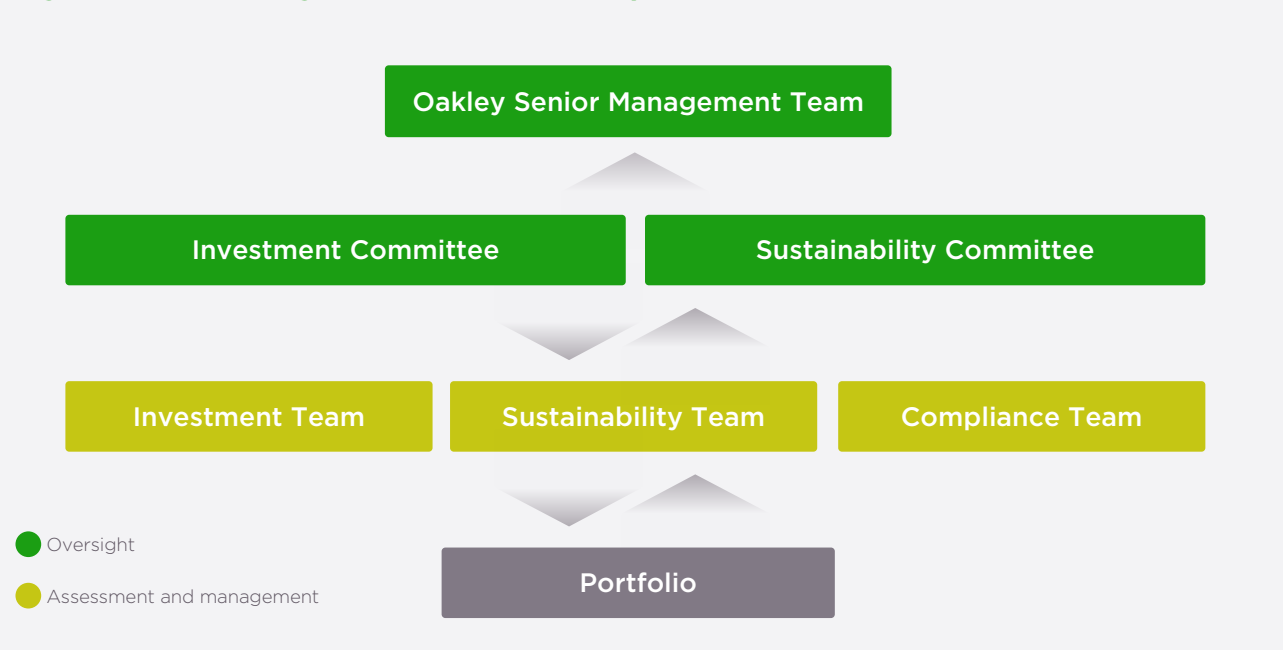 Oakley Senior Management Team
Investment Committee
Sustainability Committee
Investment Team
Sustainability Team
Compliance Team
Oversight
Assessment and management
Portfolio